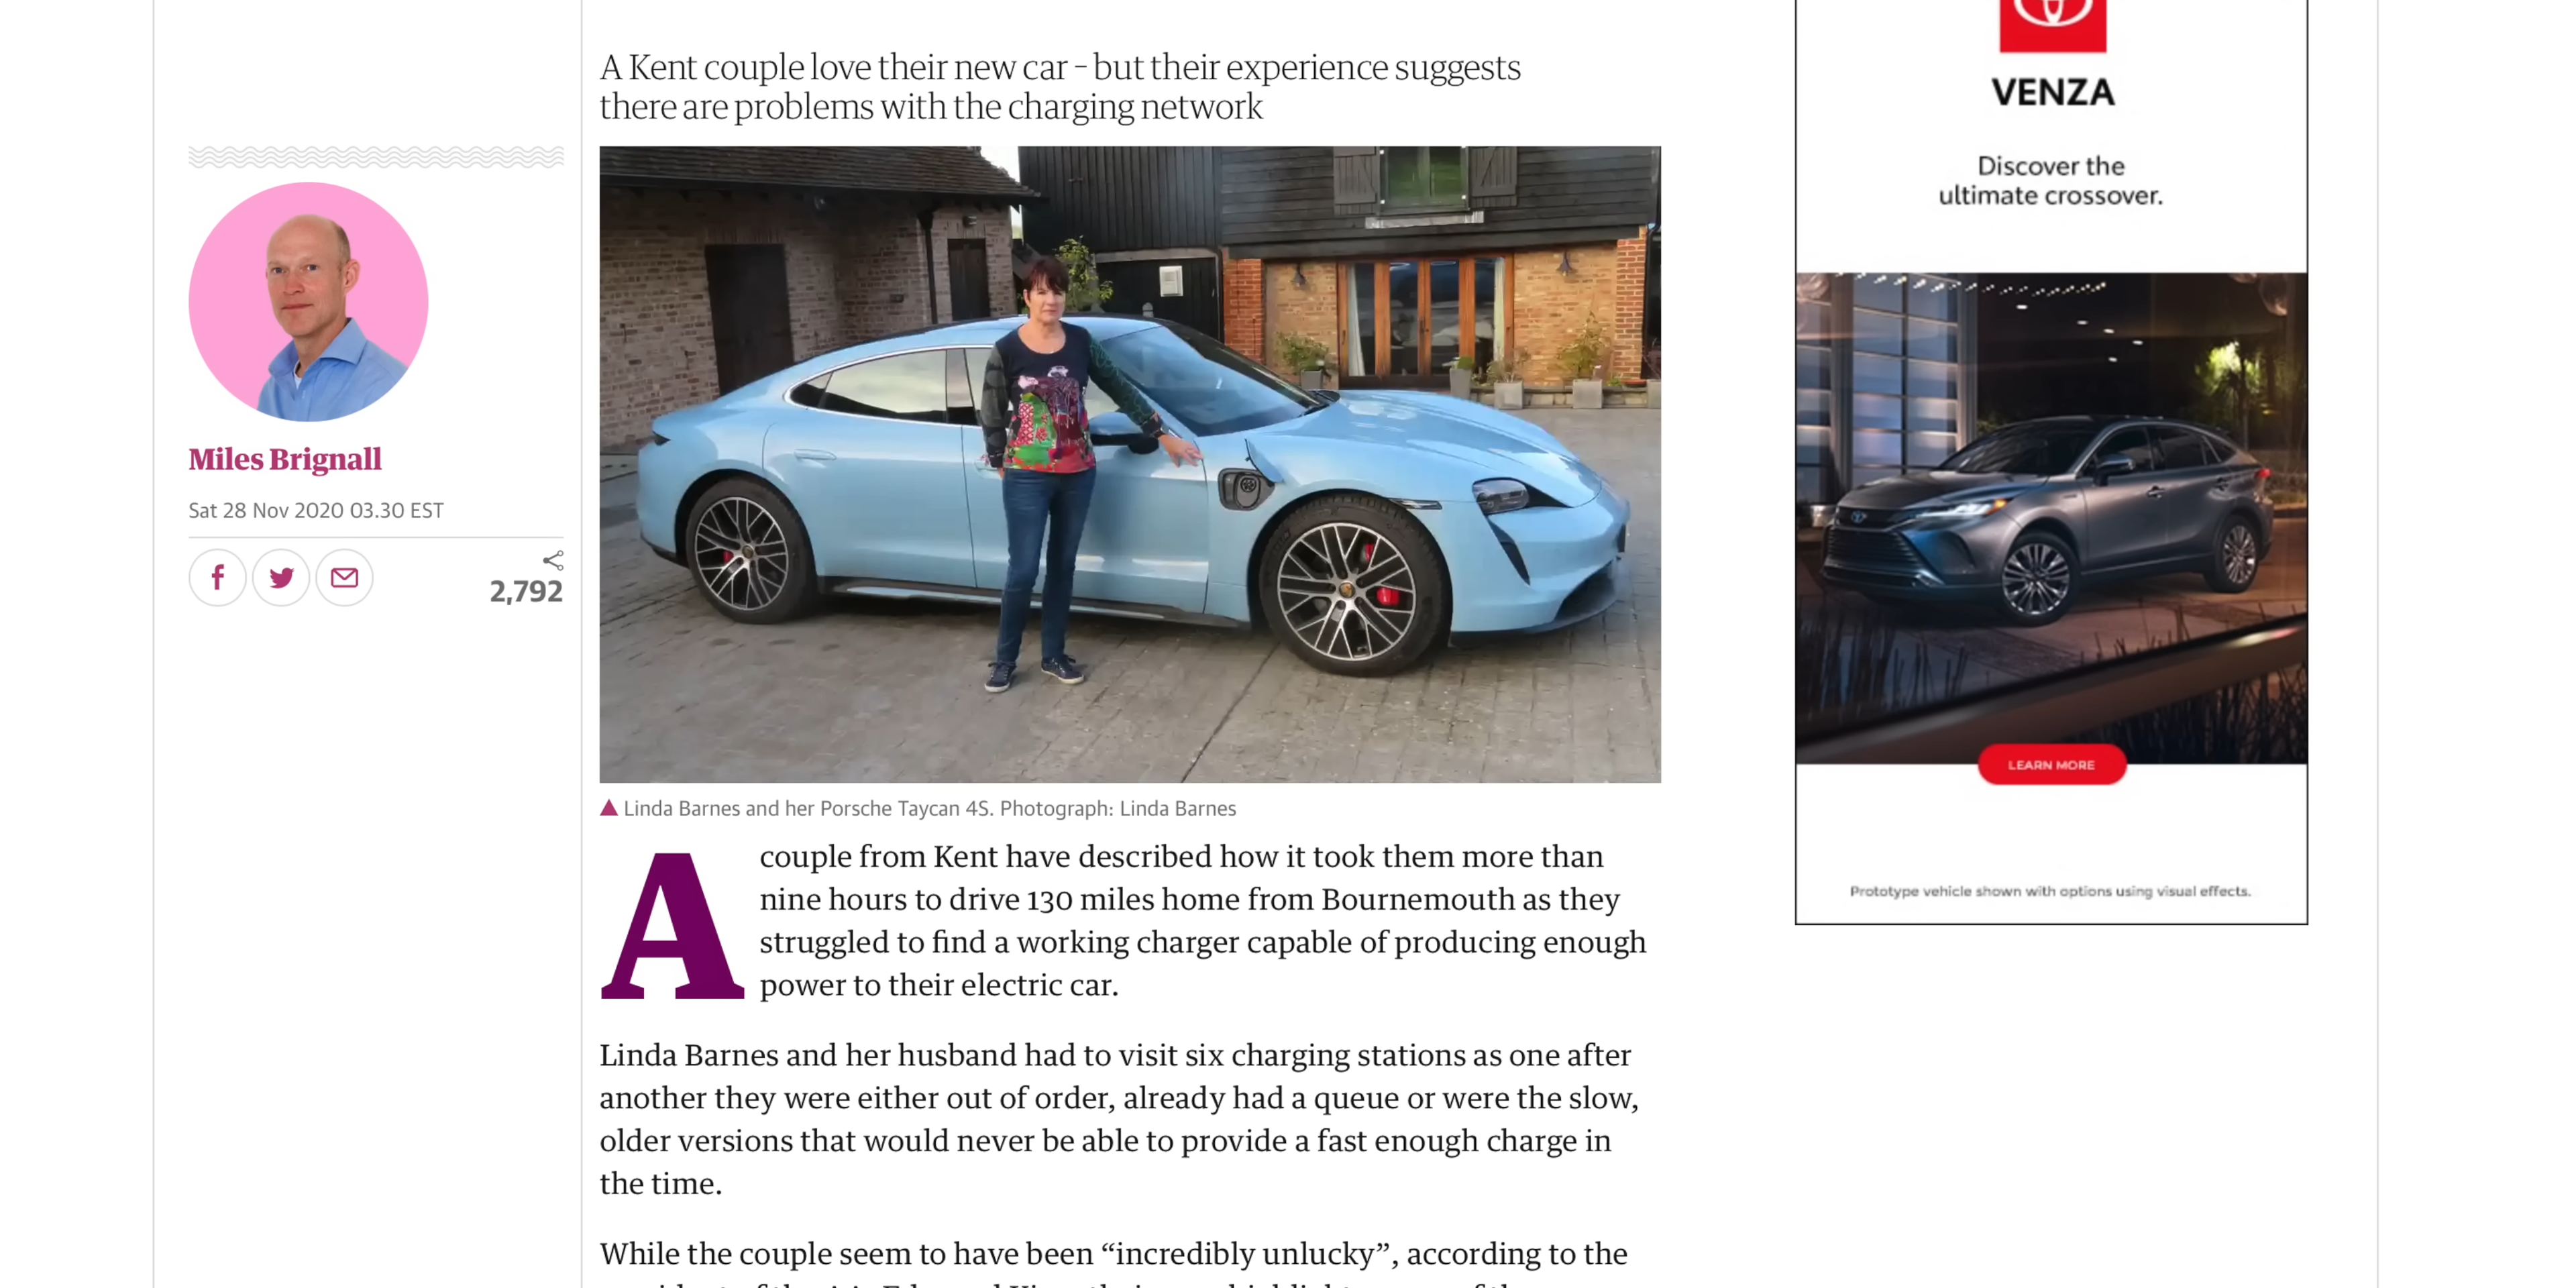 A Kent couple love their new car – but their experience suggests
there are problems with the charging network
Miles Brignall
Sat 28 Nov 2020 03.30 EST
2,792
Linda Barnes and her Porsche Taycan 4S. Photograph: Linda Barnes
A couple from Kent have described how it took them more than
nine hours to drive 130 miles home from Bournemouth as they
struggled to find a working charger capable of producing enough
power to their electric car.
Linda Barnes and her husband had to visit six charging stations as one after
another they were either out of order, already had a queue or were the slow,
older versions that would never be able to provide a fast enough charge in
the time.
While the couple seem to have been “incredibly unlucky”, according to the
VENZA
Discover the
ultimate crossover.
LEARN MORE
Prototype vehicle shown with options using visual effects.